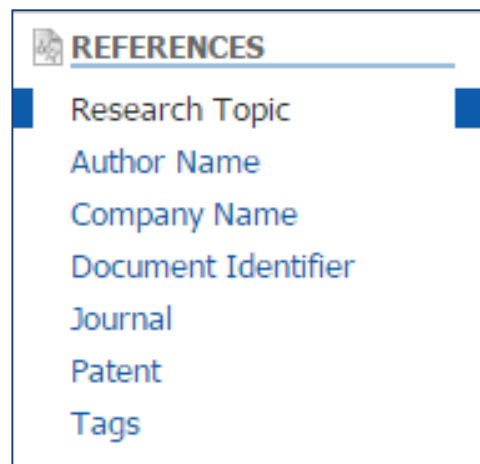 REFERENCES
Research Topic
Author Name
Company Name
Document Identifier
Journal
Patent
Tags